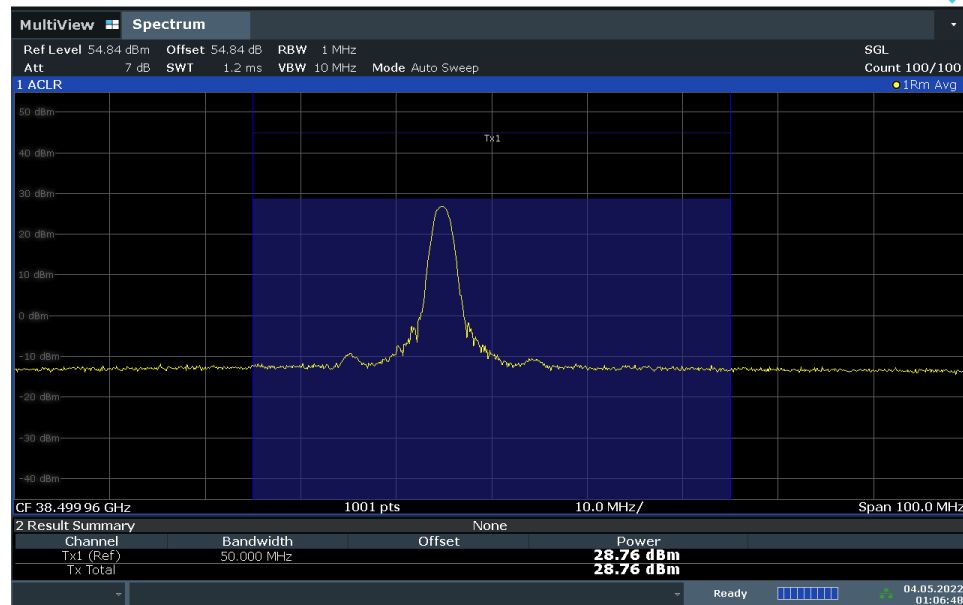 MultiView Spectrum
Ref Level 54.84 dBm Offset 54.84 dB RBW 1 MHz SGL
Att 7 dB SWT 1.2 ms VBW 10 MHz Mode Auto Sweep Count 100/100
1 ACLR 1Rm Avg
50 dBm
Tx1
40 dBm
30 dBm
20 dBm
10 dBm
0 dBm
-10 dBm
-20 dBm
-30 dBm
-40 dBm
CF 38.49996 GHz 1001 pts 10.0 MHz/ Span 100.0 MHz
2 Result Summary None
Channel Bandwidth Offset Power
Tx1 (Ref) 50.000 MHz 28.76 dBm
Tx Total 28.76 dBm
Ready 04.05.2022
01:06:48